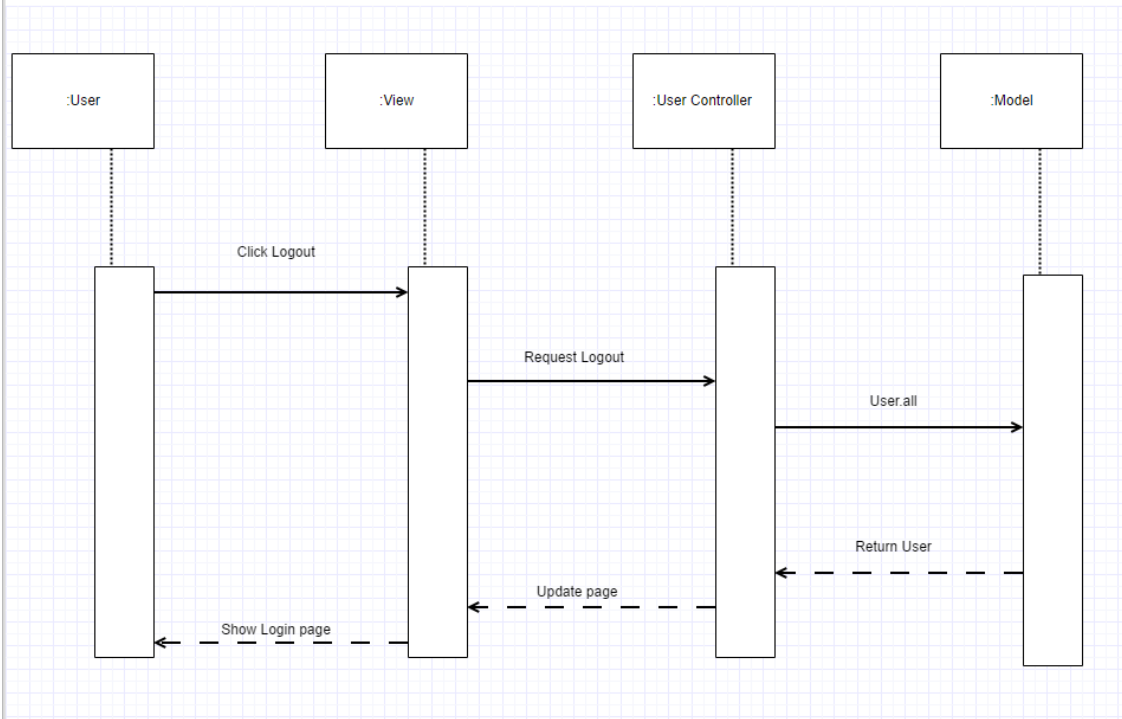 :User
:View
:User Controller
:Model
Click Logout
Request Logout
User.all
Return User
Update page
Show Login page